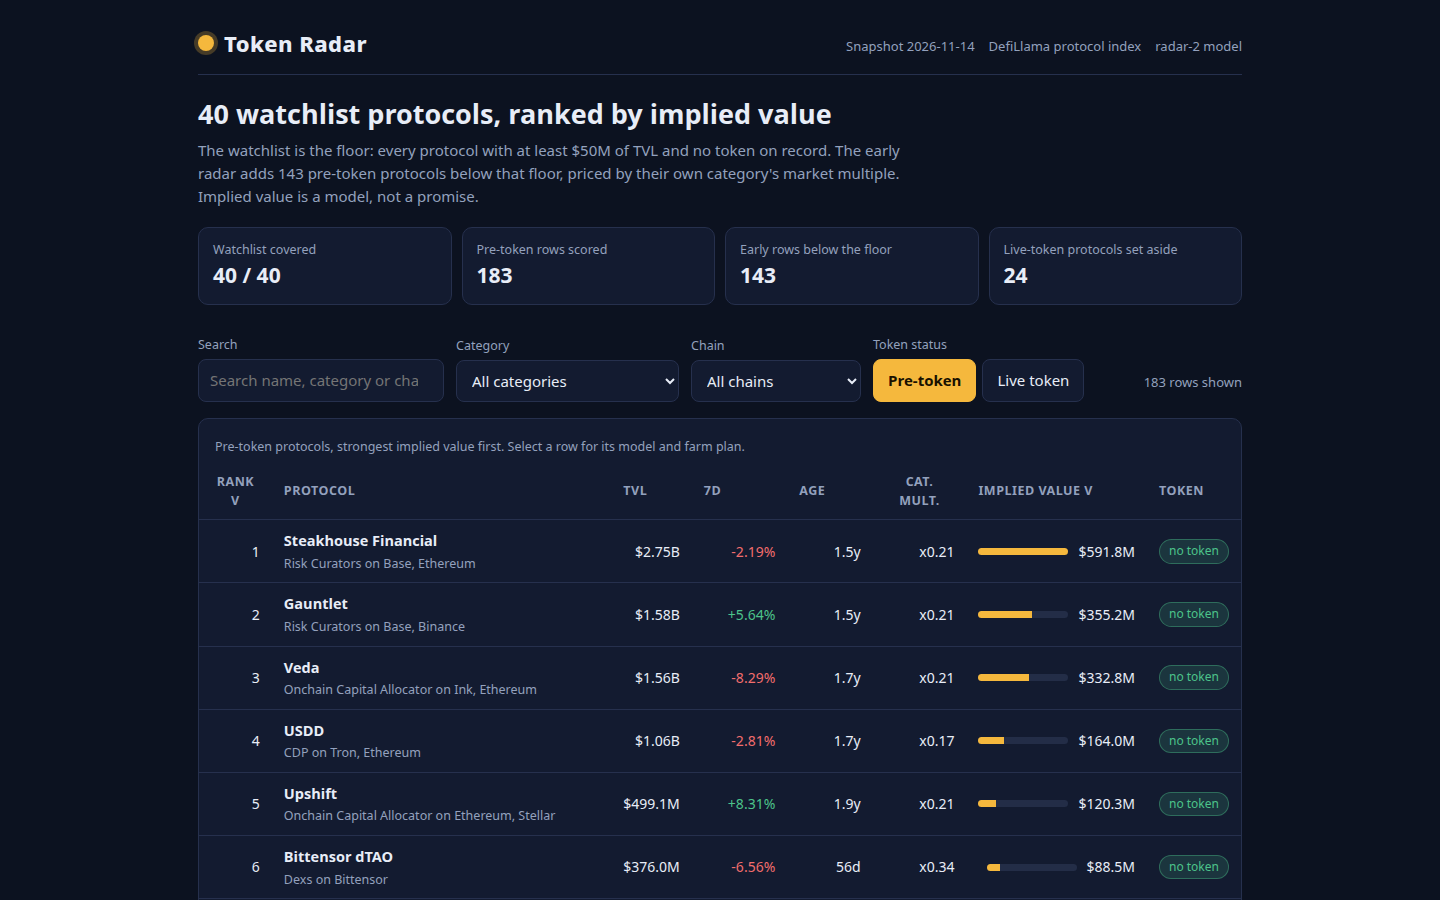 Token Radar
Snapshot 2026-11-14 DefiLlama protocol index radar-2 model
40 watchlist protocols, ranked by implied value
The watchlist is the floor: every protocol with at least $50M of TVL and no token on record. The early
radar adds 143 pre-token protocols below that floor, priced by their own category's market multiple.
Implied value is a model, not a promise.
Watchlist covered
40 / 40
Pre-token rows scored
183
Early rows below the floor
143
Live-token protocols set aside
24
Search
Category
Chain
Token status
Search name, category or cha
All categories
All chains
Pre-token
Live token
183 rows shown
Pre-token protocols, strongest implied value first. Select a row for its model and farm plan.
RANK V PROTOCOL TVL 7D AGE CAT. MULT. IMPLIED VALUE V TOKEN
1 Steakhouse Financial $2.75B -2.19% 1.5y x0.21 $591.8M no token
Risk Curators on Base, Ethereum
2 Gauntlet $1.58B +5.64% 1.5y x0.21 $355.2M no token
Risk Curators on Base, Binance
3 Veda $1.56B -8.29% 1.7y x0.21 $332.8M no token
Onchain Capital Allocator on Ink, Ethereum
4 USDD $1.06B -2.81% 1.7y x0.17 $164.0M no token
CDP on Tron, Ethereum
5 Upshift $499.1M +8.31% 1.9y x0.21 $120.3M no token
Onchain Capital Allocator on Ethereum, Stellar
6 Bittensor dTAO $376.0M -6.56% 56d x0.34 $88.5M no token
Dexs on Bittensor